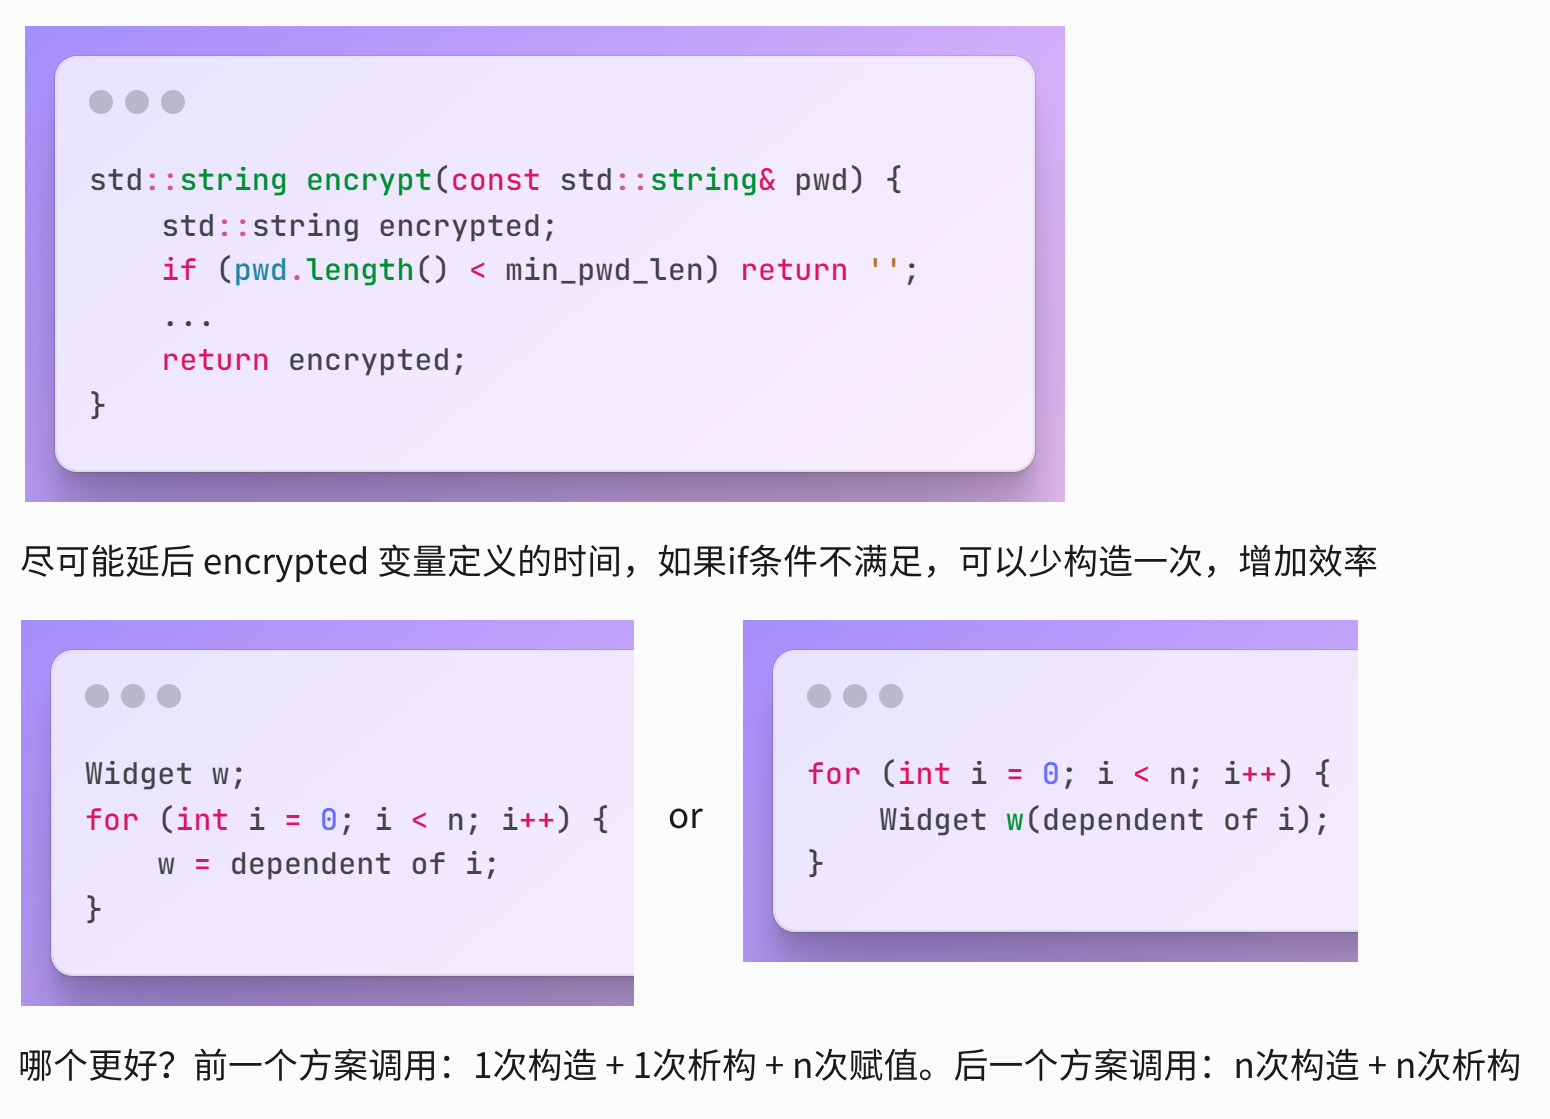 std::string encrypt(const std::string& pwd) {
    std::string encrypted;
    if (pwd.length() < min_pwd_len) return '';
    ...
    return encrypted;
}
尽可能延后 encrypted 变量定义的时间，如果if条件不满足，可以少构造一次，增加效率
Widget w;
for (int i = 0; i < n; i++) {
    w = dependent of i;
}
or
for (int i = 0; i < n; i++) {
    Widget w(dependent of i);
}
哪个更好？前一个方案调用：1次构造 + 1次析构 + n次赋值。后一个方案调用：n次构造 + n次析构